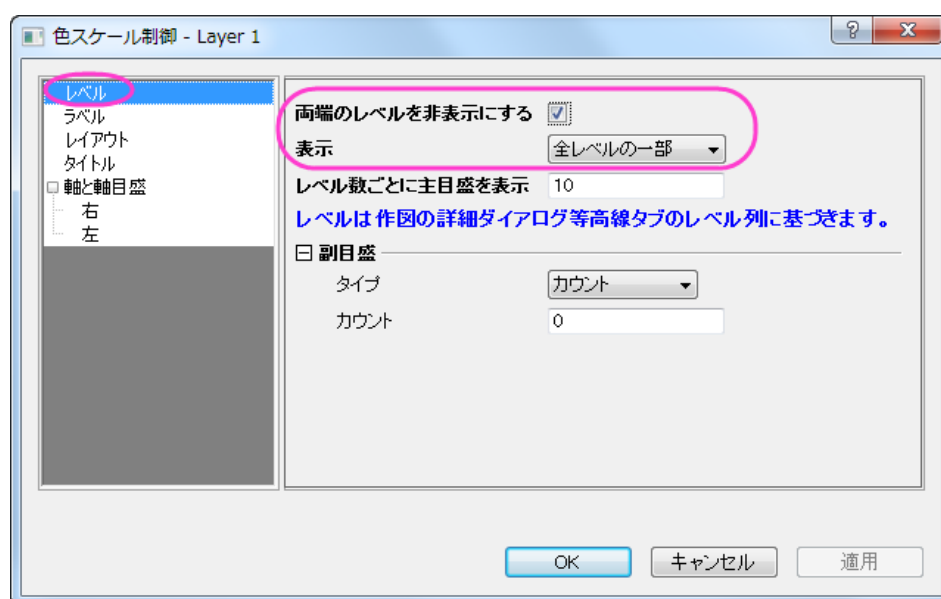 色スケール制御 - Layer 1
レベル
ラベル
レイアウト
タイトル
軸と軸目盛
右
左
両端のレベルを非表示にする
表示 全レベルの一部
レベル数ごとに主目盛を表示 10
レベルは作図の詳細ダイアログ等高線タブのレベル列に基づきます。
副目盛
タイプ カウント
カウント 0
OK キャンセル 適用